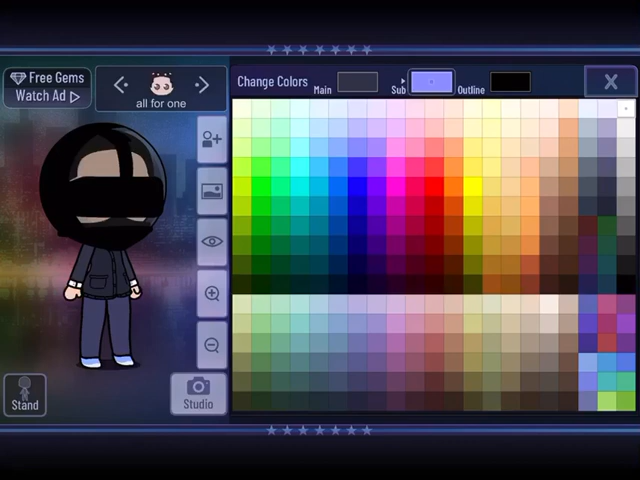 Free Gems
Watch Ad
all for one
Change Colors
Main
Sub
Outline
X
Stand
Studio